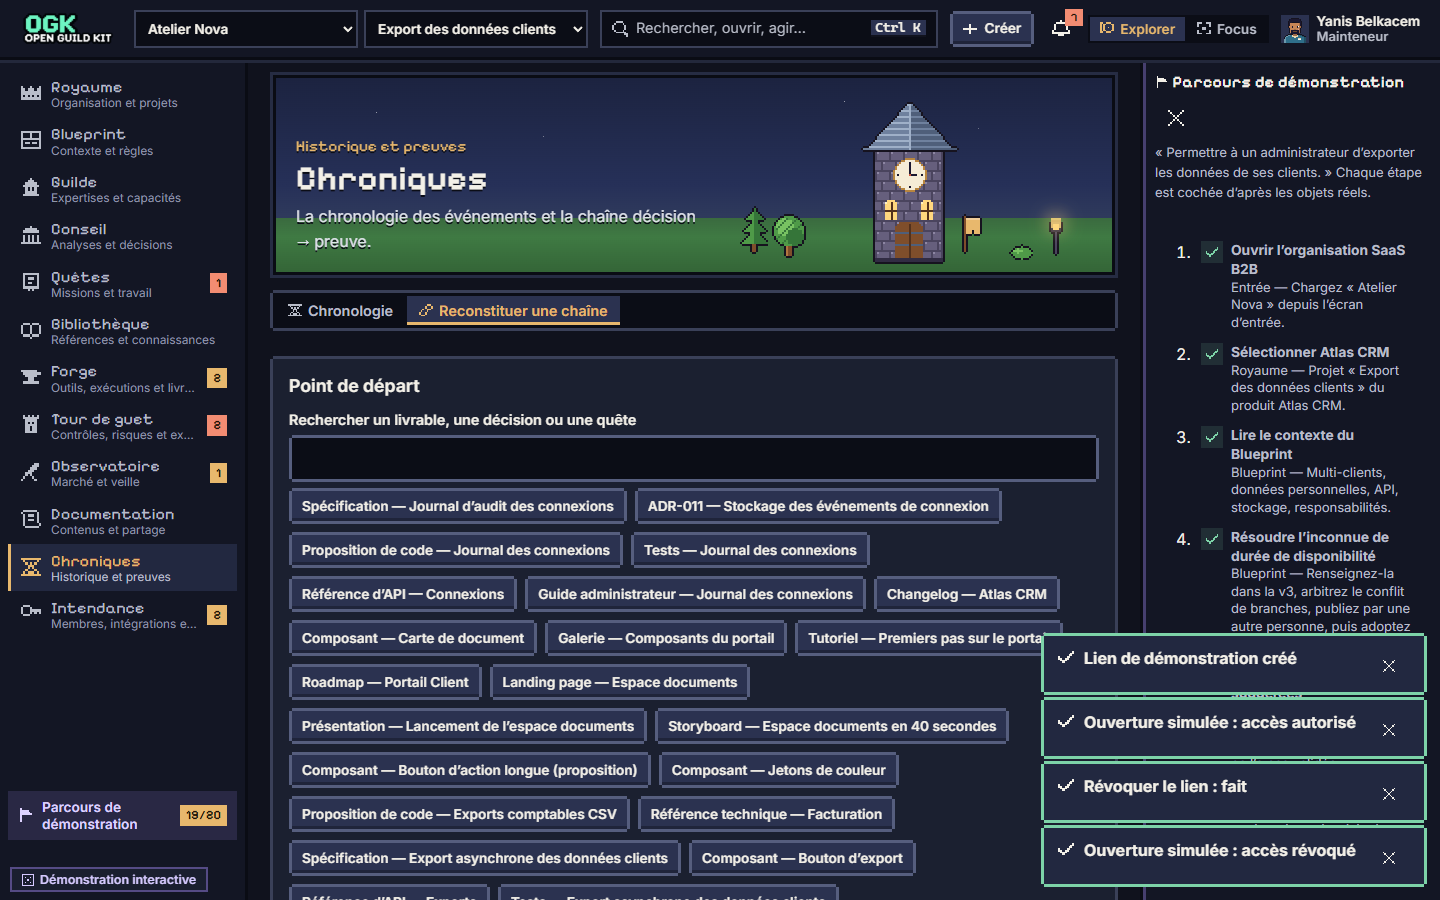 OGK
OPEN GUILD KIT
Atelier Nova
Export des données clients
Rechercher, ouvrir, agir...
Ctrl K
+ Créer
Explorer
Focus
Yanis Belkacem
Mainteneur
Royaume
Organisation et projets
Blueprint
Contexte et règles
Guilde
Expertises et capacités
Conseil
Analyses et décisions
Quêtes
Missions et travail
1
Bibliothèque
Références et connaissances
Forge
Outils, exécutions et livr...
8
Tour de guet
Contrôles, risques et ex...
8
Observatoire
Marché et veille
1
Documentation
Contenus et partage
Chroniques
Historique et preuves
Intendance
Membres, intégrations e...
8
Parcours de
démonstration
19/80
Démonstration interactive
Historique et preuves
Chroniques
La chronologie des événements et la chaîne décision
→ preuve.
Chronologie
Reconstituer une chaîne
Point de départ
Rechercher un livrable, une décision ou une quête
Spécification — Journal d’audit des connexions
ADR-011 — Stockage des événements de connexion
Proposition de code — Journal des connexions
Tests — Journal des connexions
Référence d’API — Connexions
Guide administrateur — Journal des connexions
Changelog — Atlas CRM
Composant — Carte de document
Galerie — Composants du portail
Tutoriel — Premiers pas sur le porta
Roadmap — Portail Client
Landing page — Espace documents
Présentation — Lancement de l’espace documents
Storyboard — Espace documents en 40 secondes
Composant — Bouton d’action longue (proposition)
Composant — Jetons de couleur
Proposition de code — Exports comptables CSV
Référence technique — Facturation
Spécification — Export asynchrone des données clients
Composant — Bouton d’export
Référence d’API — Exports
Tests — Export asynchrone des données clients
Parcours de démonstration
« Permettre à un administrateur d’exporter
les données de ses clients. » Chaque étape
est cochée d’après les objets réels.
1.
Ouvrir l’organisation SaaS
B2B
Entrée — Chargez « Atelier
Nova » depuis l’écran
d’entrée.
2.
Sélectionner Atlas CRM
Royaume — Projet « Export
des données clients » du
produit Atlas CRM.
3.
Lire le contexte du
Blueprint
Blueprint — Multi-clients,
données personnelles, API,
stockage, responsabilités.
4.
Résoudre l’inconnue de
durée de disponibilité
Blueprint — Renseignez-la
dans la v3, arbitrez le conflit
de branches, publiez par une
autre personne, puis adoptez
Lien de démonstration créé
Ouverture simulée : accès autorisé
Révoquer le lien : fait
Ouverture simulée : accès révoqué